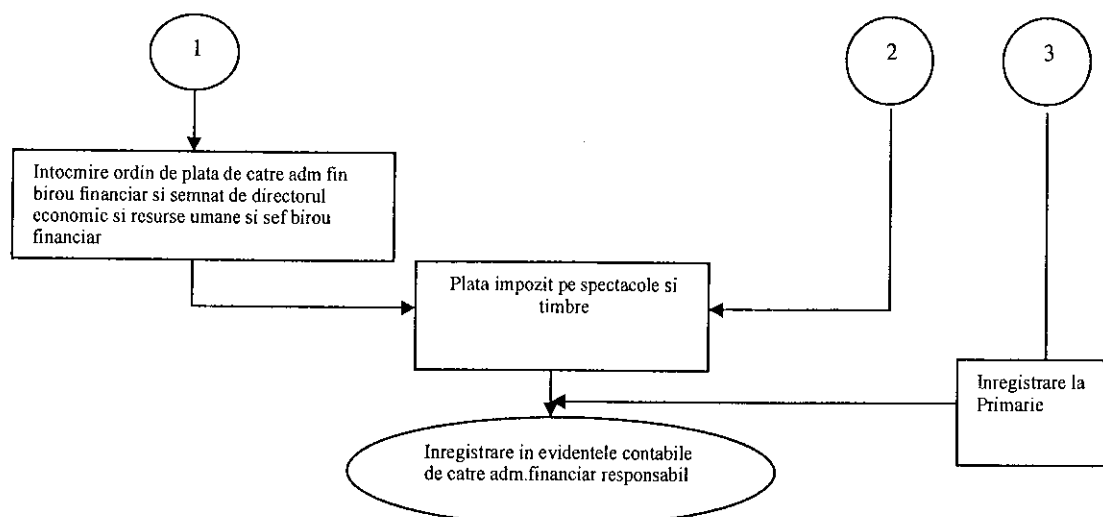 1
2
3
Intocmire ordin de plata de catre adm fin
birou financiar si semnat de directorul
economic si resurse umane si sef birou
financiar
Plata impozit pe spectacole si
timbre
Inregistrare la
Primarie
Inregistrare in evidentele contabile
de catre adm.financiar responsabil